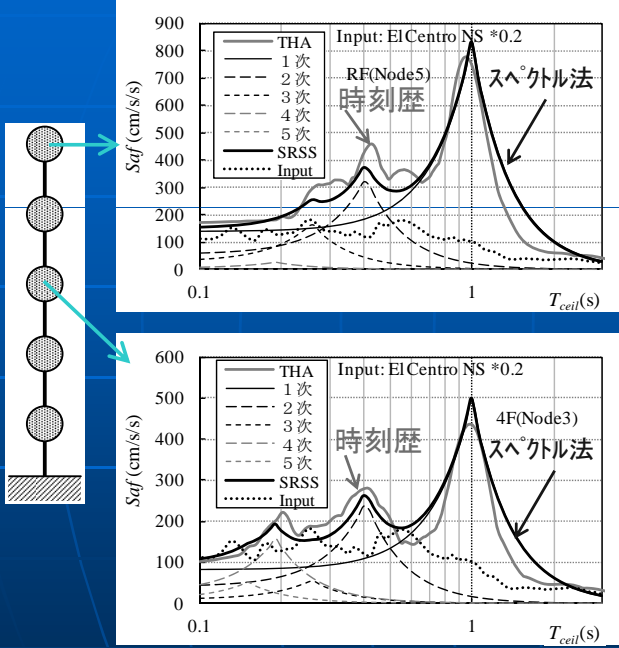 900
800
700
600
500
400
300
200
100
0
Saf (cm/s/s)
THA
1次
2次
3次
4次
5次
SRSS
Input
Input: ElCentro NS *0.2
RF(Node5)
時刻歴
スペクトル法
0.1
1
Tceil(s)
600
500
400
300
200
100
0
Saf (cm/s/s)
THA
1次
2次
3次
4次
5次
SRSS
Input
Input: ElCentro NS *0.2
時刻歴
4F(Node3)
スペクトル法
0.1
1
Tceil(s)